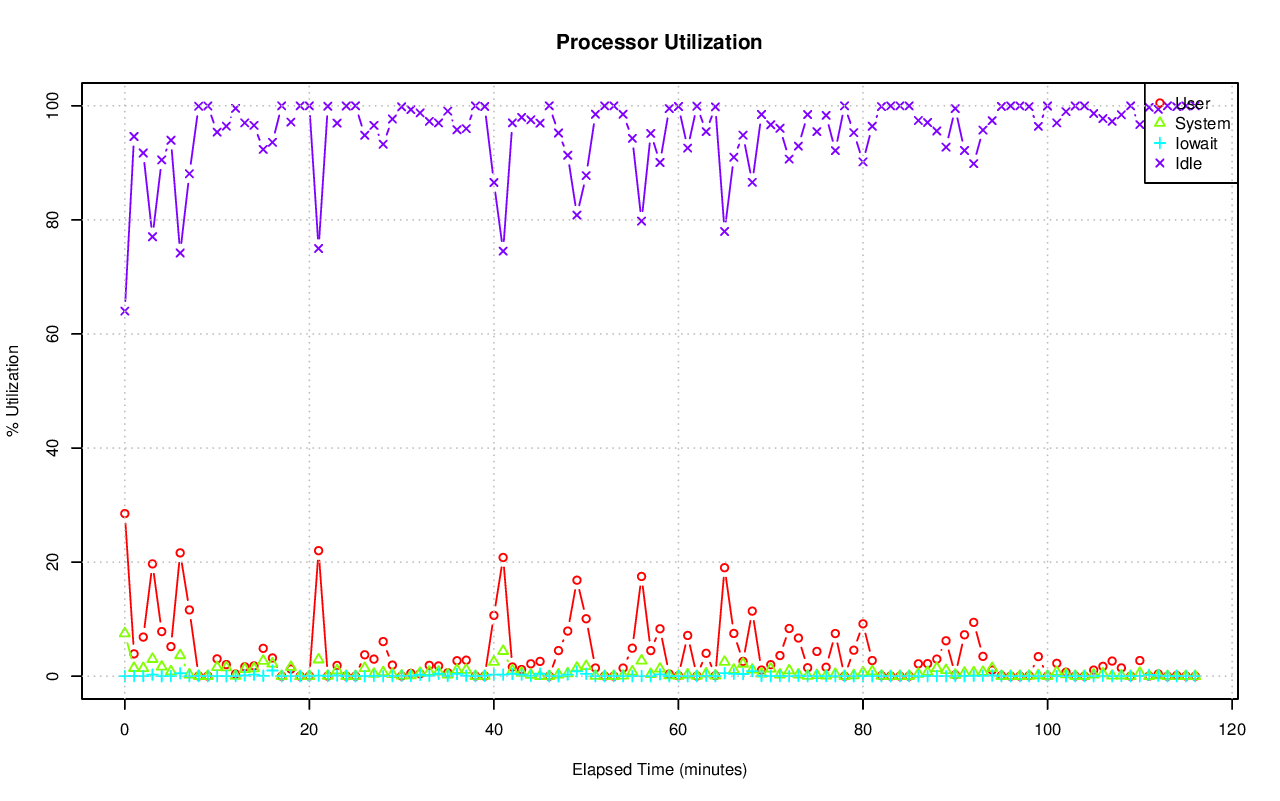 Processor Utilization
% Utilization
100
80
60
40
20
0
User
System
Iowait
Idle
0 20 40 60 80 100 120
Elapsed Time (minutes)